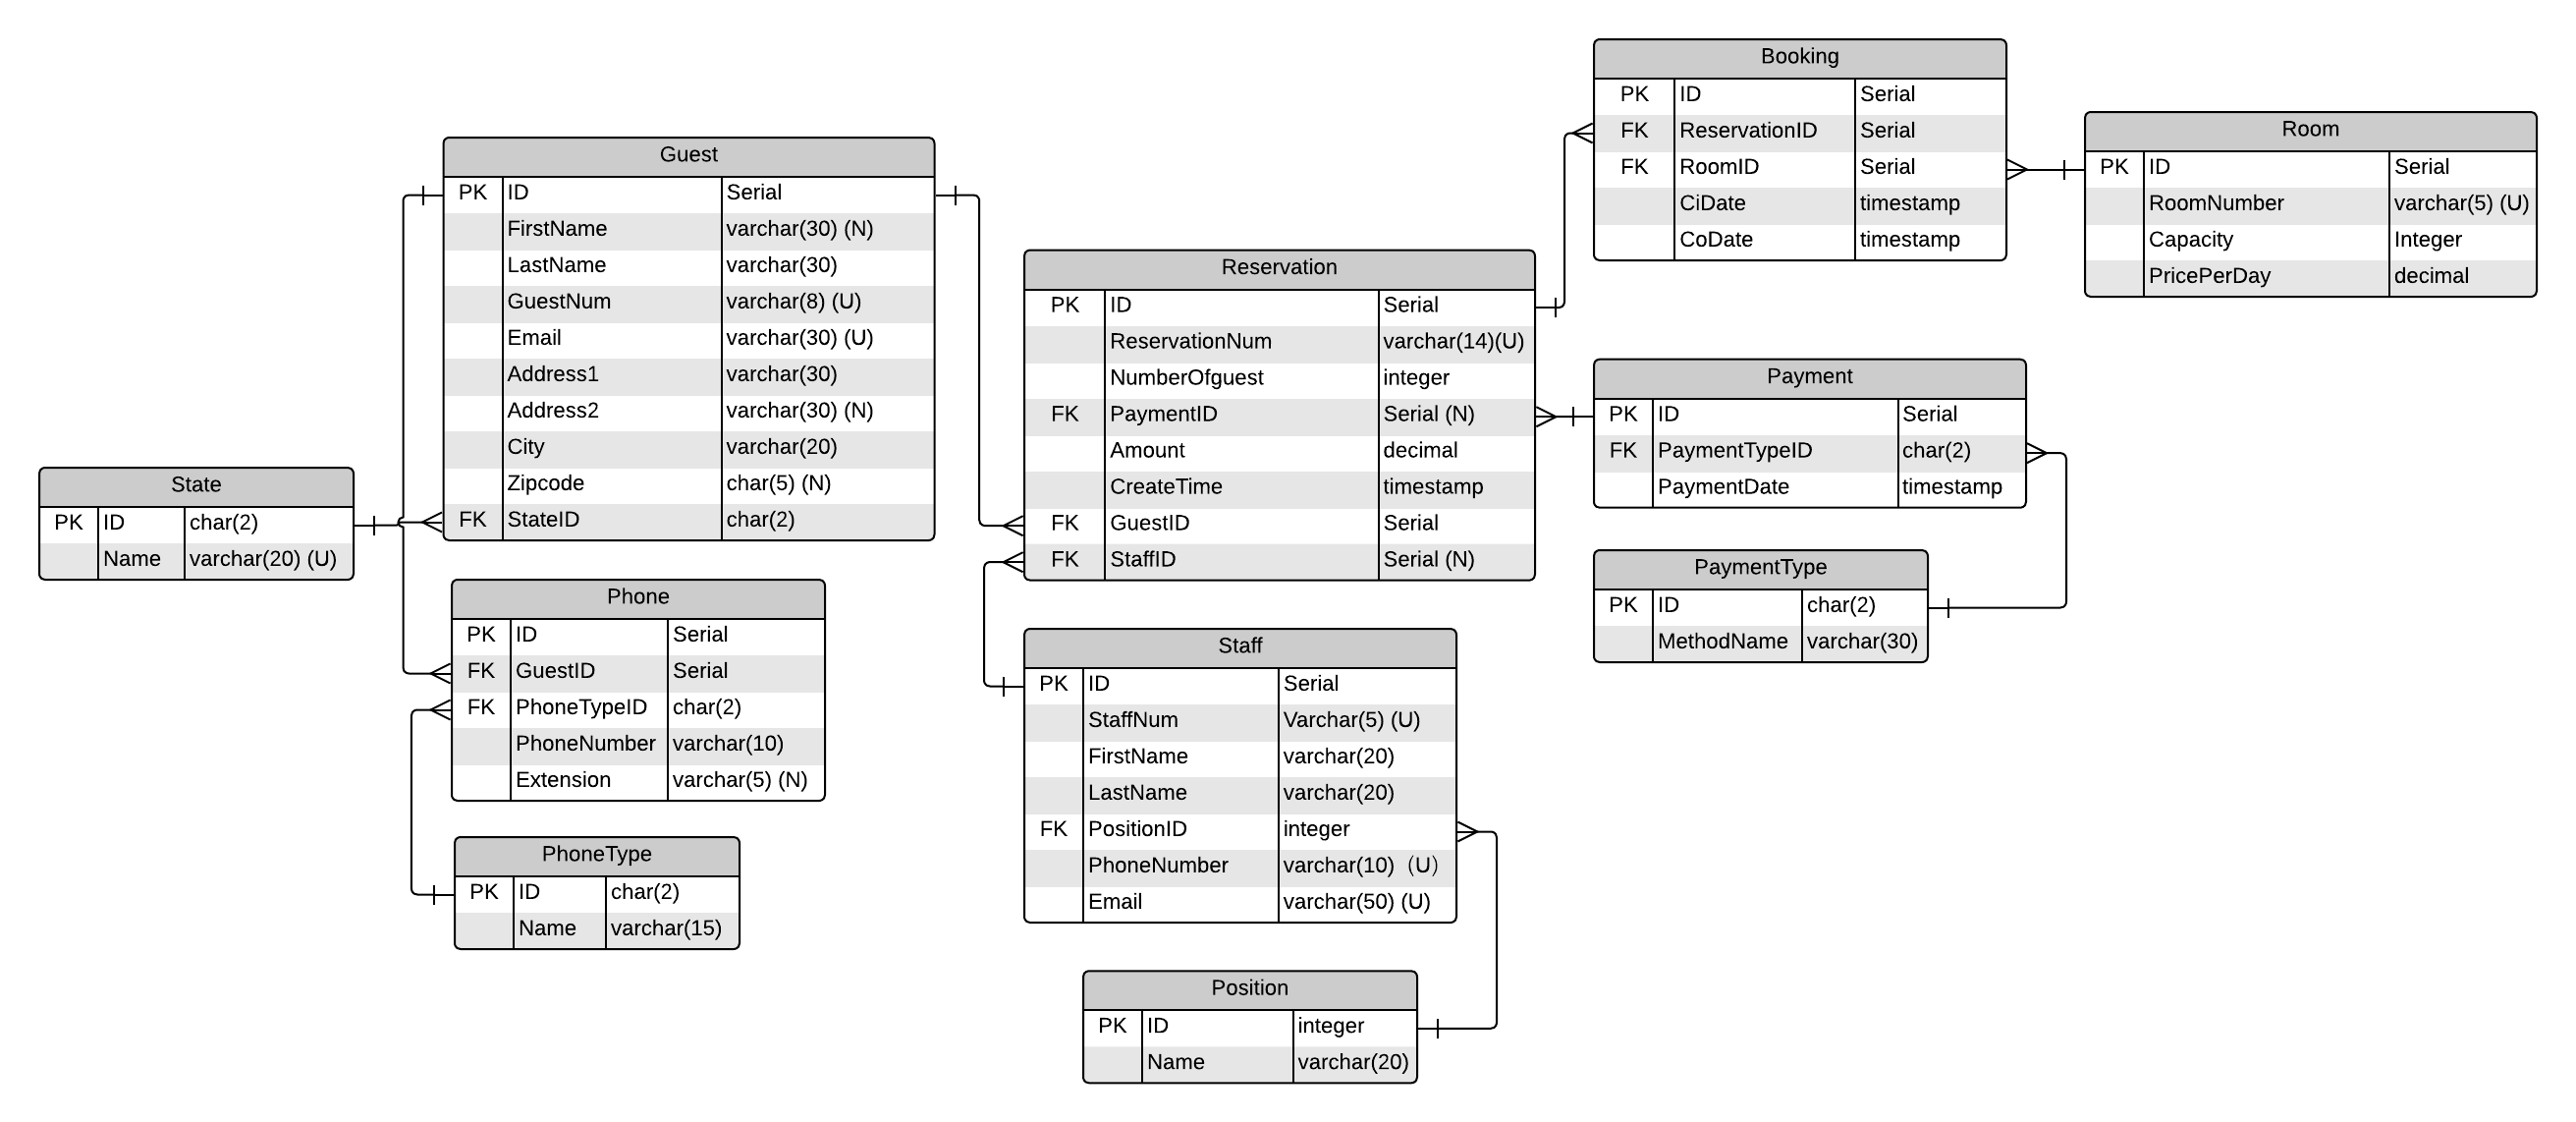 Booking
PK ID Serial
FK ReservationID Serial
FK RoomID Serial
CiDate timestamp
CoDate timestamp
Room
PK ID Serial
RoomNumber varchar(5) (U)
Capacity Integer
PricePerDay decimal
Guest
PK ID Serial
FirstName varchar(30) (N)
LastName varchar(30)
GuestNum varchar(8) (U)
Email varchar(30) (U)
Address1 varchar(30)
Address2 varchar(30) (N)
City varchar(20)
Zipcode char(5) (N)
FK StateID char(2)
Reservation
PK ID Serial
ReservationNum varchar(14)(U)
NumberOfguest integer
FK PaymentID Serial (N)
Amount decimal
CreateTime timestamp
FK GuestID Serial
FK StaffID Serial (N)
Payment
PK ID Serial
FK PaymentTypeID char(2)
PaymentDate timestamp
State
PK ID char(2)
Name varchar(20) (U)
PaymentType
PK ID char(2)
MethodName varchar(30)
Phone
PK ID Serial
FK GuestID Serial
FK PhoneTypeID char(2)
PhoneNumber varchar(10)
Extension varchar(5) (N)
Staff
PK ID Serial
StaffNum Varchar(5) (U)
FirstName varchar(20)
LastName varchar(20)
FK PositionID integer
PhoneNumber varchar(10)（U）
Email varchar(50) (U)
PhoneType
PK ID char(2)
Name varchar(15)
Position
PK ID integer
Name varchar(20)